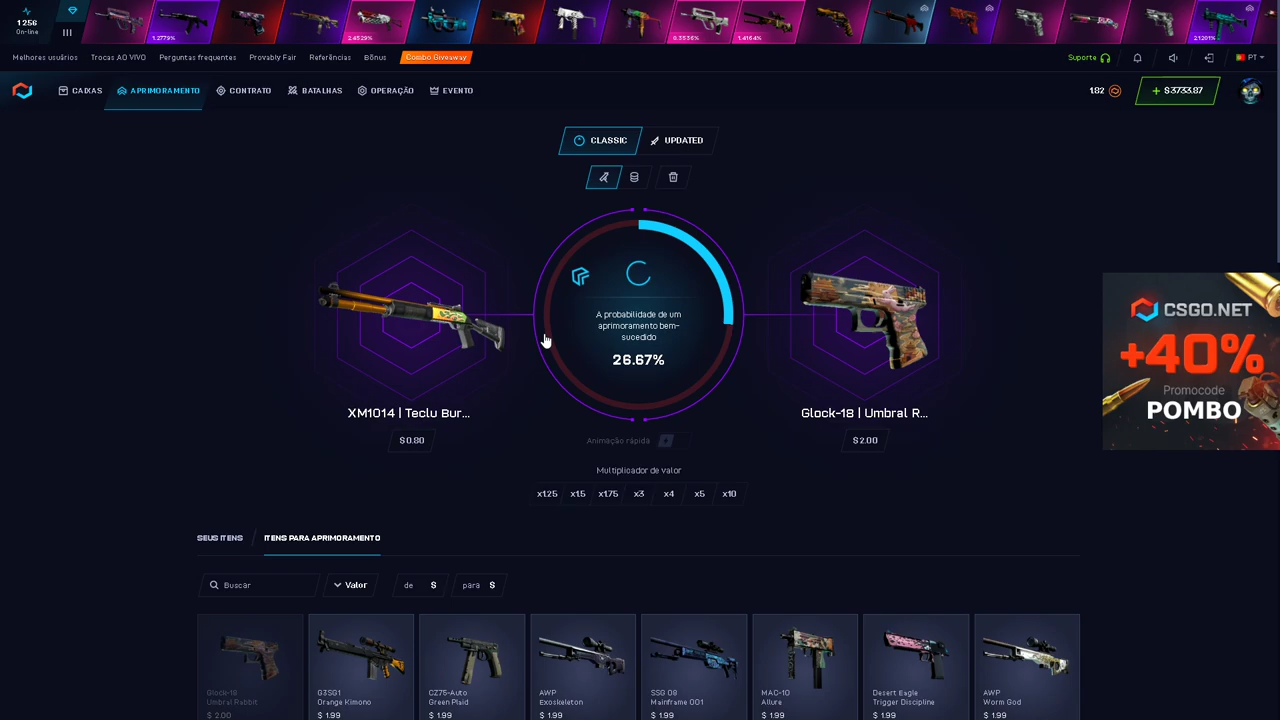 1256
On-line
1.2779%
2.4529%
0.3536%
1.4164%
2.1201%
Melhores usuários
Trocas AO VIVO
Perguntas frequentes
Provably Fair
Referências
Bônus
Combo Giveaway
Suporte
PT
CAIXAS
APRIMORAMENTO
CONTRATO
BATALHAS
OPERAÇÃO
EVENTO
1.82
+ $3733.87
CLASSIC
UPDATED
A probabilidade de um
aprimoramento bem-
sucedido
26.67%
CSGO.NET
+40%
Promocode
POMBO
XM1014 | Teclu Bur...
$0.80
Glock-18 | Umbral R...
$2.00
Animação rápida
Multiplicador de valor
x1.25
x1.5
x1.75
x3
x4
x5
x10
SEUS ITENS
ITENS PARA APRIMORAMENTO
Buscar
Valor
de $
para $
Glock-18
Umbral Rabbit
$ 2.00
G3SG1
Orange Kimono
$ 1.99
CZ75-Auto
Green Plaid
$ 1.99
AWP
Exoskeleton
$ 1.99
SSG 08
Mainframe 001
$ 1.99
MAC-10
Allure
$ 1.99
Desert Eagle
Trigger Discipline
$ 1.99
AWP
Worm God
$ 1.99